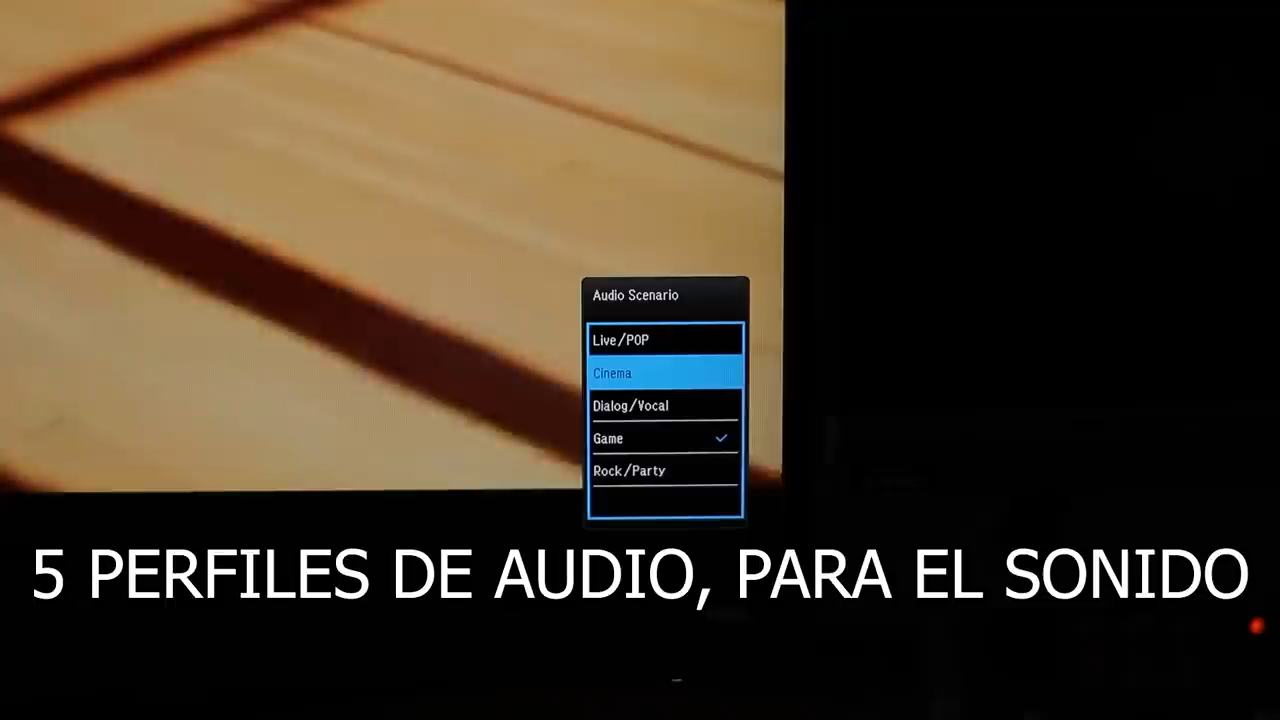 Audio Scenario
Live/POP
Cinema
Dialog/Vocal
Game
Rock/Party
5 PERFILES DE AUDIO, PARA EL SONIDO